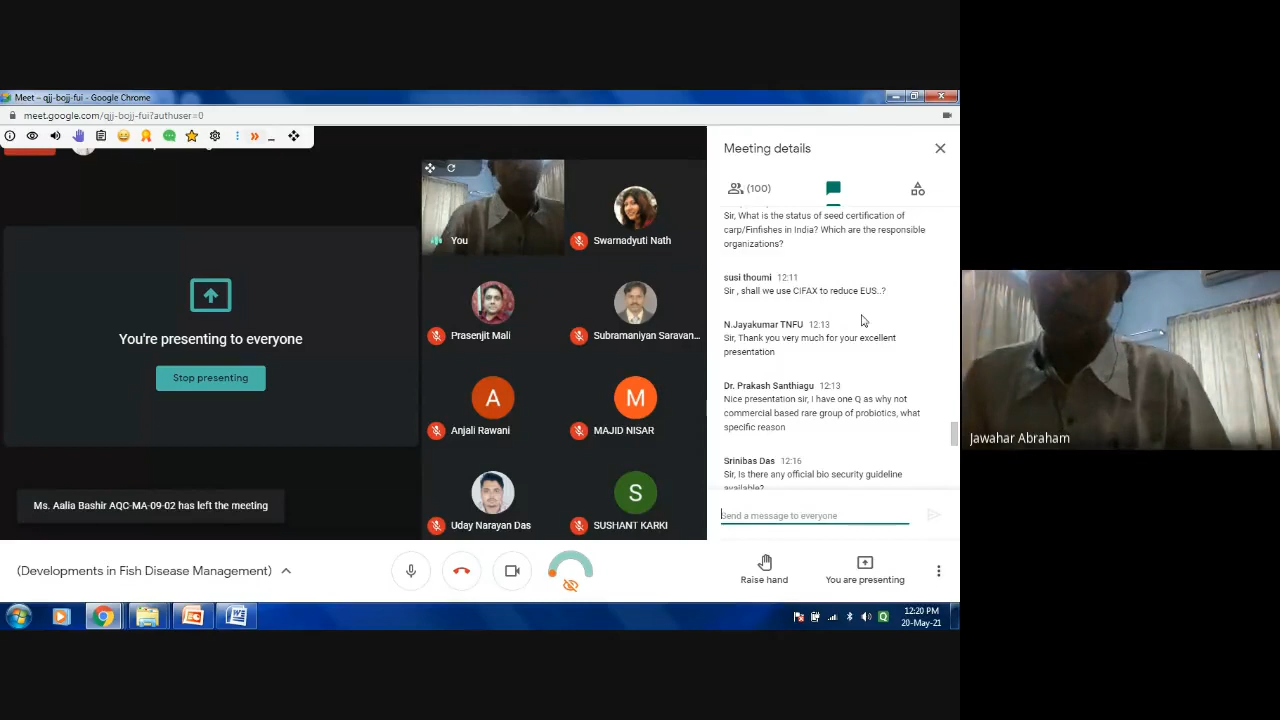 Meet – qjj-bojj-fui - Google Chrome
meet.google.com/qjj-bojj-fui?authuser=0
You're presenting to everyone
Stop presenting
Ms. Aalia Bashir AQC-MA-09-02 has left the meeting
You
Swarnadyuti Nath
Prasenjit Mali
Subramaniyan Saravan...
A
Anjali Rawani
M
MAJID NISAR
Uday Narayan Das
S
SUSHANT KARKI
Meeting details
(100)
Sir, What is the status of seed certification of
carp/Finfishes in India? Which are the responsible
organizations?
susi thoumi 12:11
Sir , shall we use CIFAX to reduce EUS..?
N.Jayakumar TNFU 12:13
Sir, Thank you very much for your excellent
presentation
Dr. Prakash Santhiagu 12:13
Nice presentation sir, I have one Q as why not
commercial based rare group of probiotics, what
specific reason
Srinibas Das 12:16
Sir, Is there any official bio security guideline
available?
Send a message to everyone
(Developments in Fish Disease Management)
Raise hand
You are presenting
12:20 PM
20-May-21
Jawahar Abraham